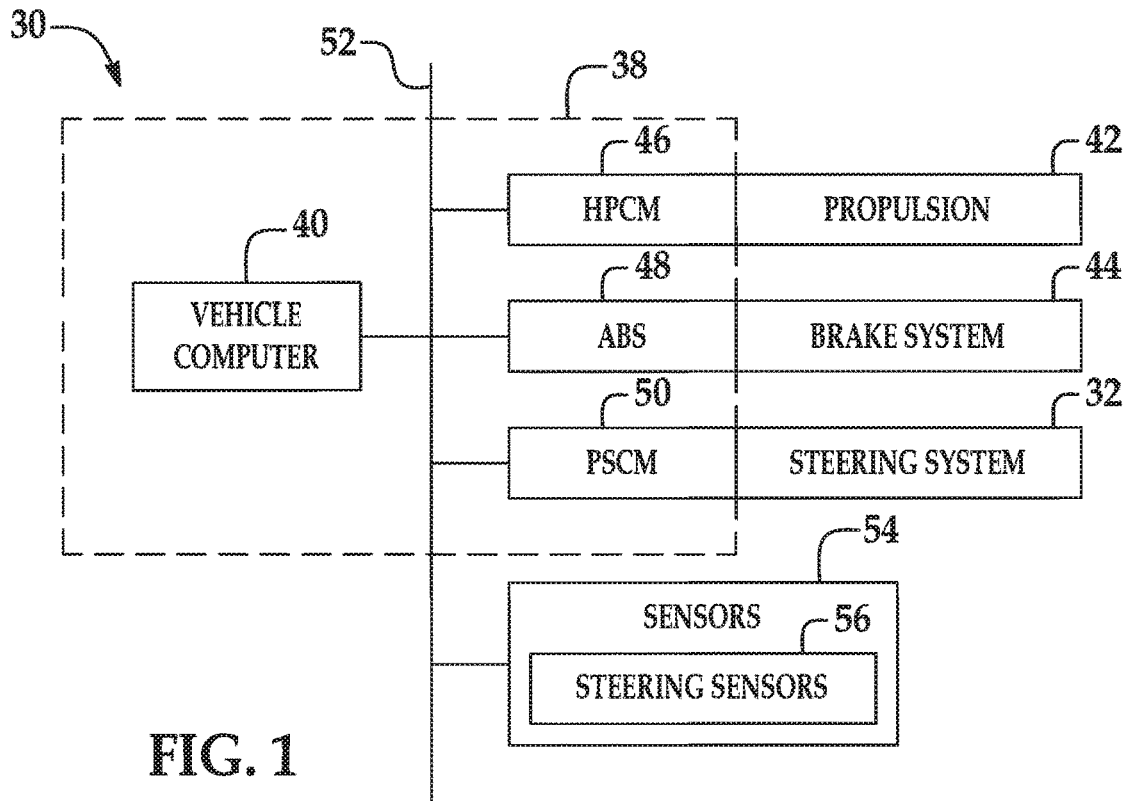 30
52
38
46
42
HPCM
PROPULSION
40
48
44
VEHICLE
COMPUTER
ABS
BRAKE SYSTEM
50
32
PSCM
STEERING SYSTEM
54
SENSORS
56
STEERING SENSORS
FIG. 1